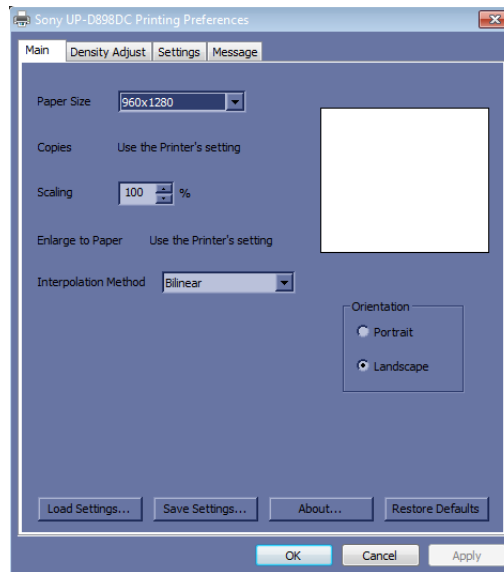 Sony UP-D898DC Printing Preferences
Main Density Adjust Settings Message
Paper Size 960x1280
Copies Use the Printer's setting
Scaling 100 %
Enlarge to Paper Use the Printer's setting
Interpolation Method Bilinear
Orientation
Portrait
Landscape
Load Settings... Save Settings... About... Restore Defaults
OK Cancel Apply